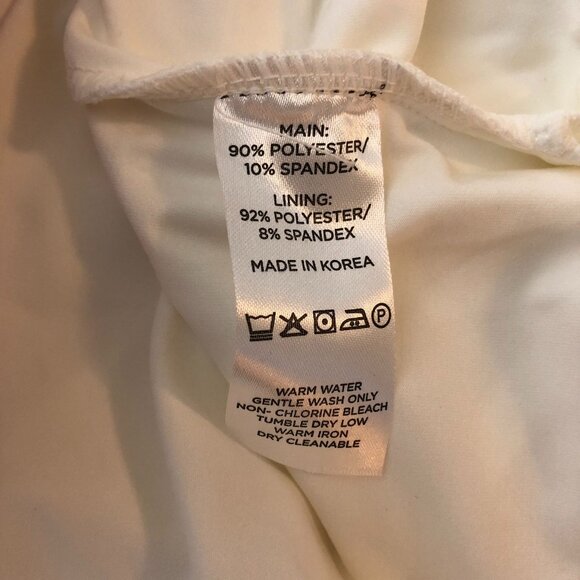 MAIN:
90% POLYESTER/
10% SPANDEX
LINING:
92% POLYESTER/
8% SPANDEX
MADE IN KOREA
P
WARM WATER
GENTLE WASH ONLY
NON- CHLORINE BLEACH
TUMBLE DRY LOW
WARM IRON
DRY CLEANABLE